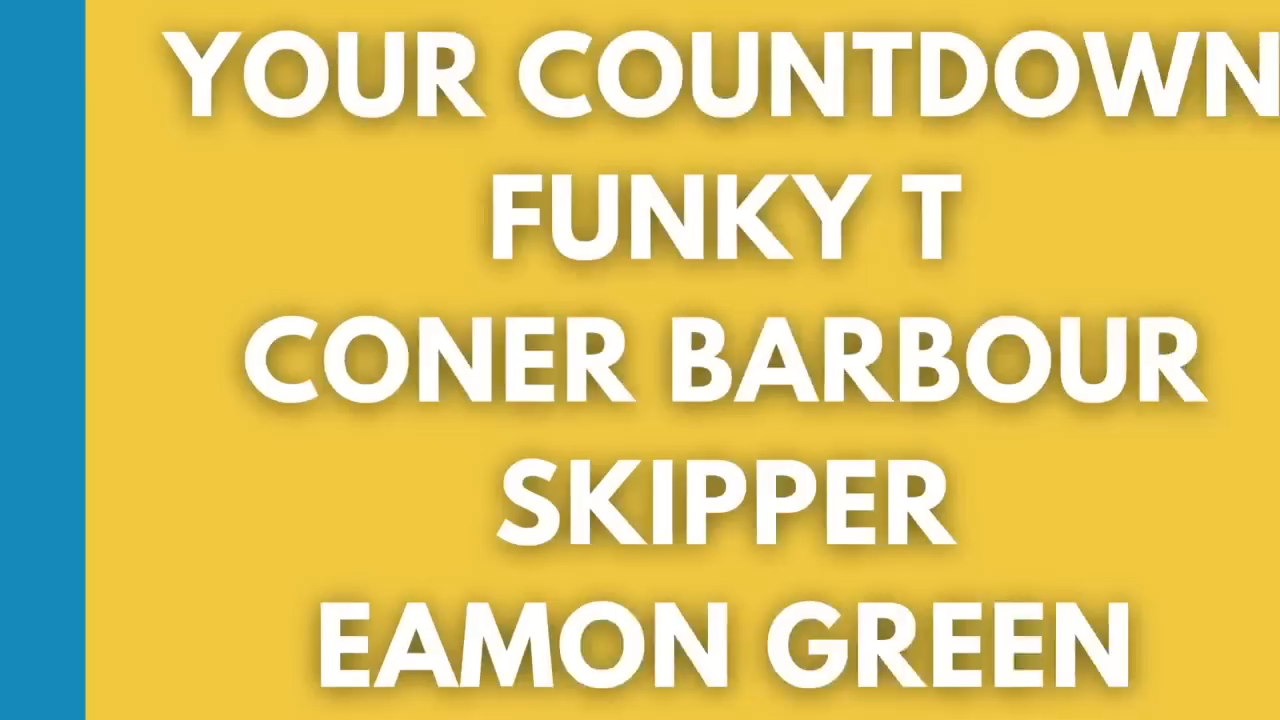 YOUR COUNTDOWN
FUNKY T
CONER BARBOUR
SKIPPER
EAMON GREEN